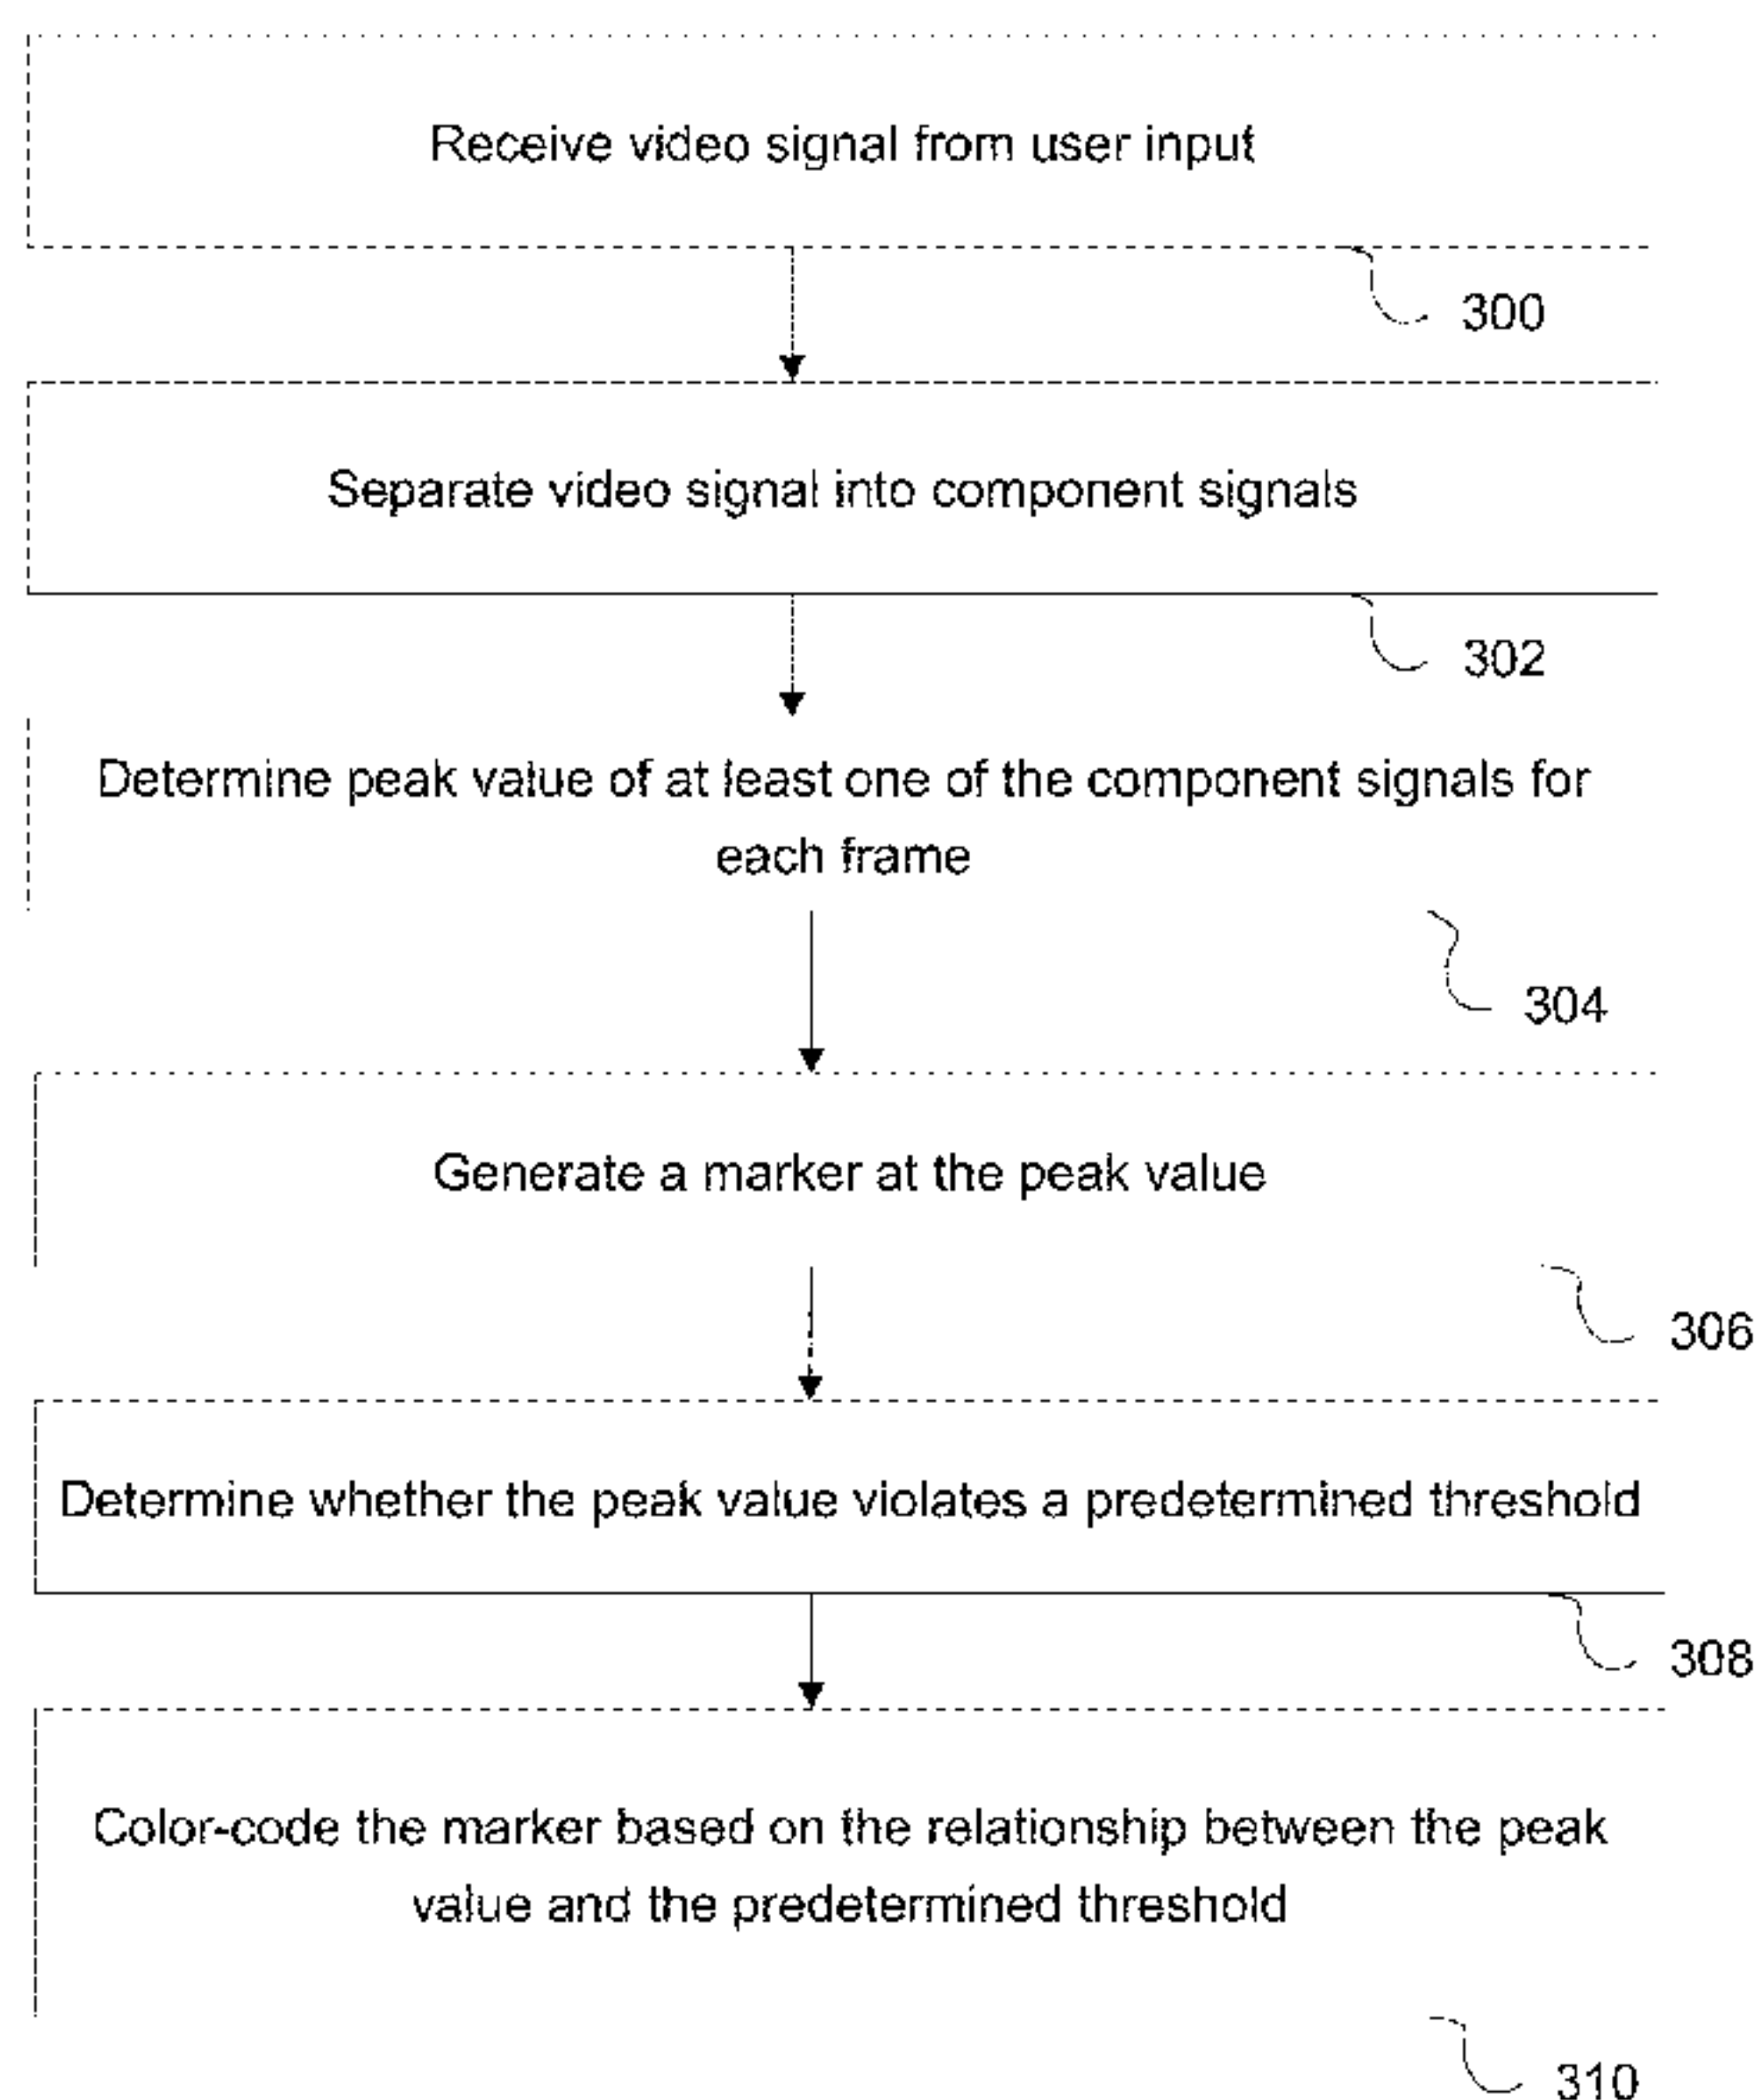 Receive video signal from user input
300
Separate video signal into component signals
302
Determine peak value of at least one of the component signals for
each frame
304
Generate a marker at the peak value
306
Determine whether the peak value violates a predetermined threshold
308
Color-code the marker based on the relationship between the peak
value and the predetermined threshold
310